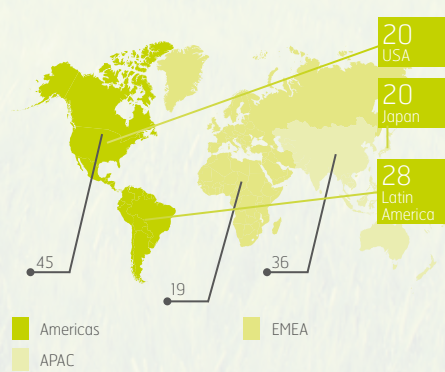 20
USA
20
Japan
28
Latin
America
45
19
36
Americas
EMEA
APAC